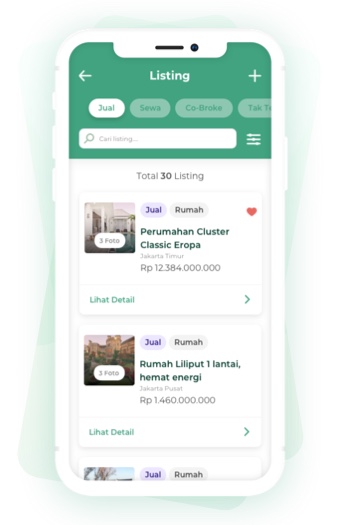 Listing
Jual
Sewa
Co-Broke
Tak Te
Cari listing...
Total 30 Listing
Jual
Rumah
3 Foto
Perumahan Cluster
Classic Eropa
Jakarta Timur
Rp 12.384.000.000
Lihat Detail
Jual
Rumah
3 Foto
Rumah Liliput 1 lantai,
hemat energi
Jakarta Pusat
Rp 1.460.000.000
Lihat Detail
Jual
Rumah